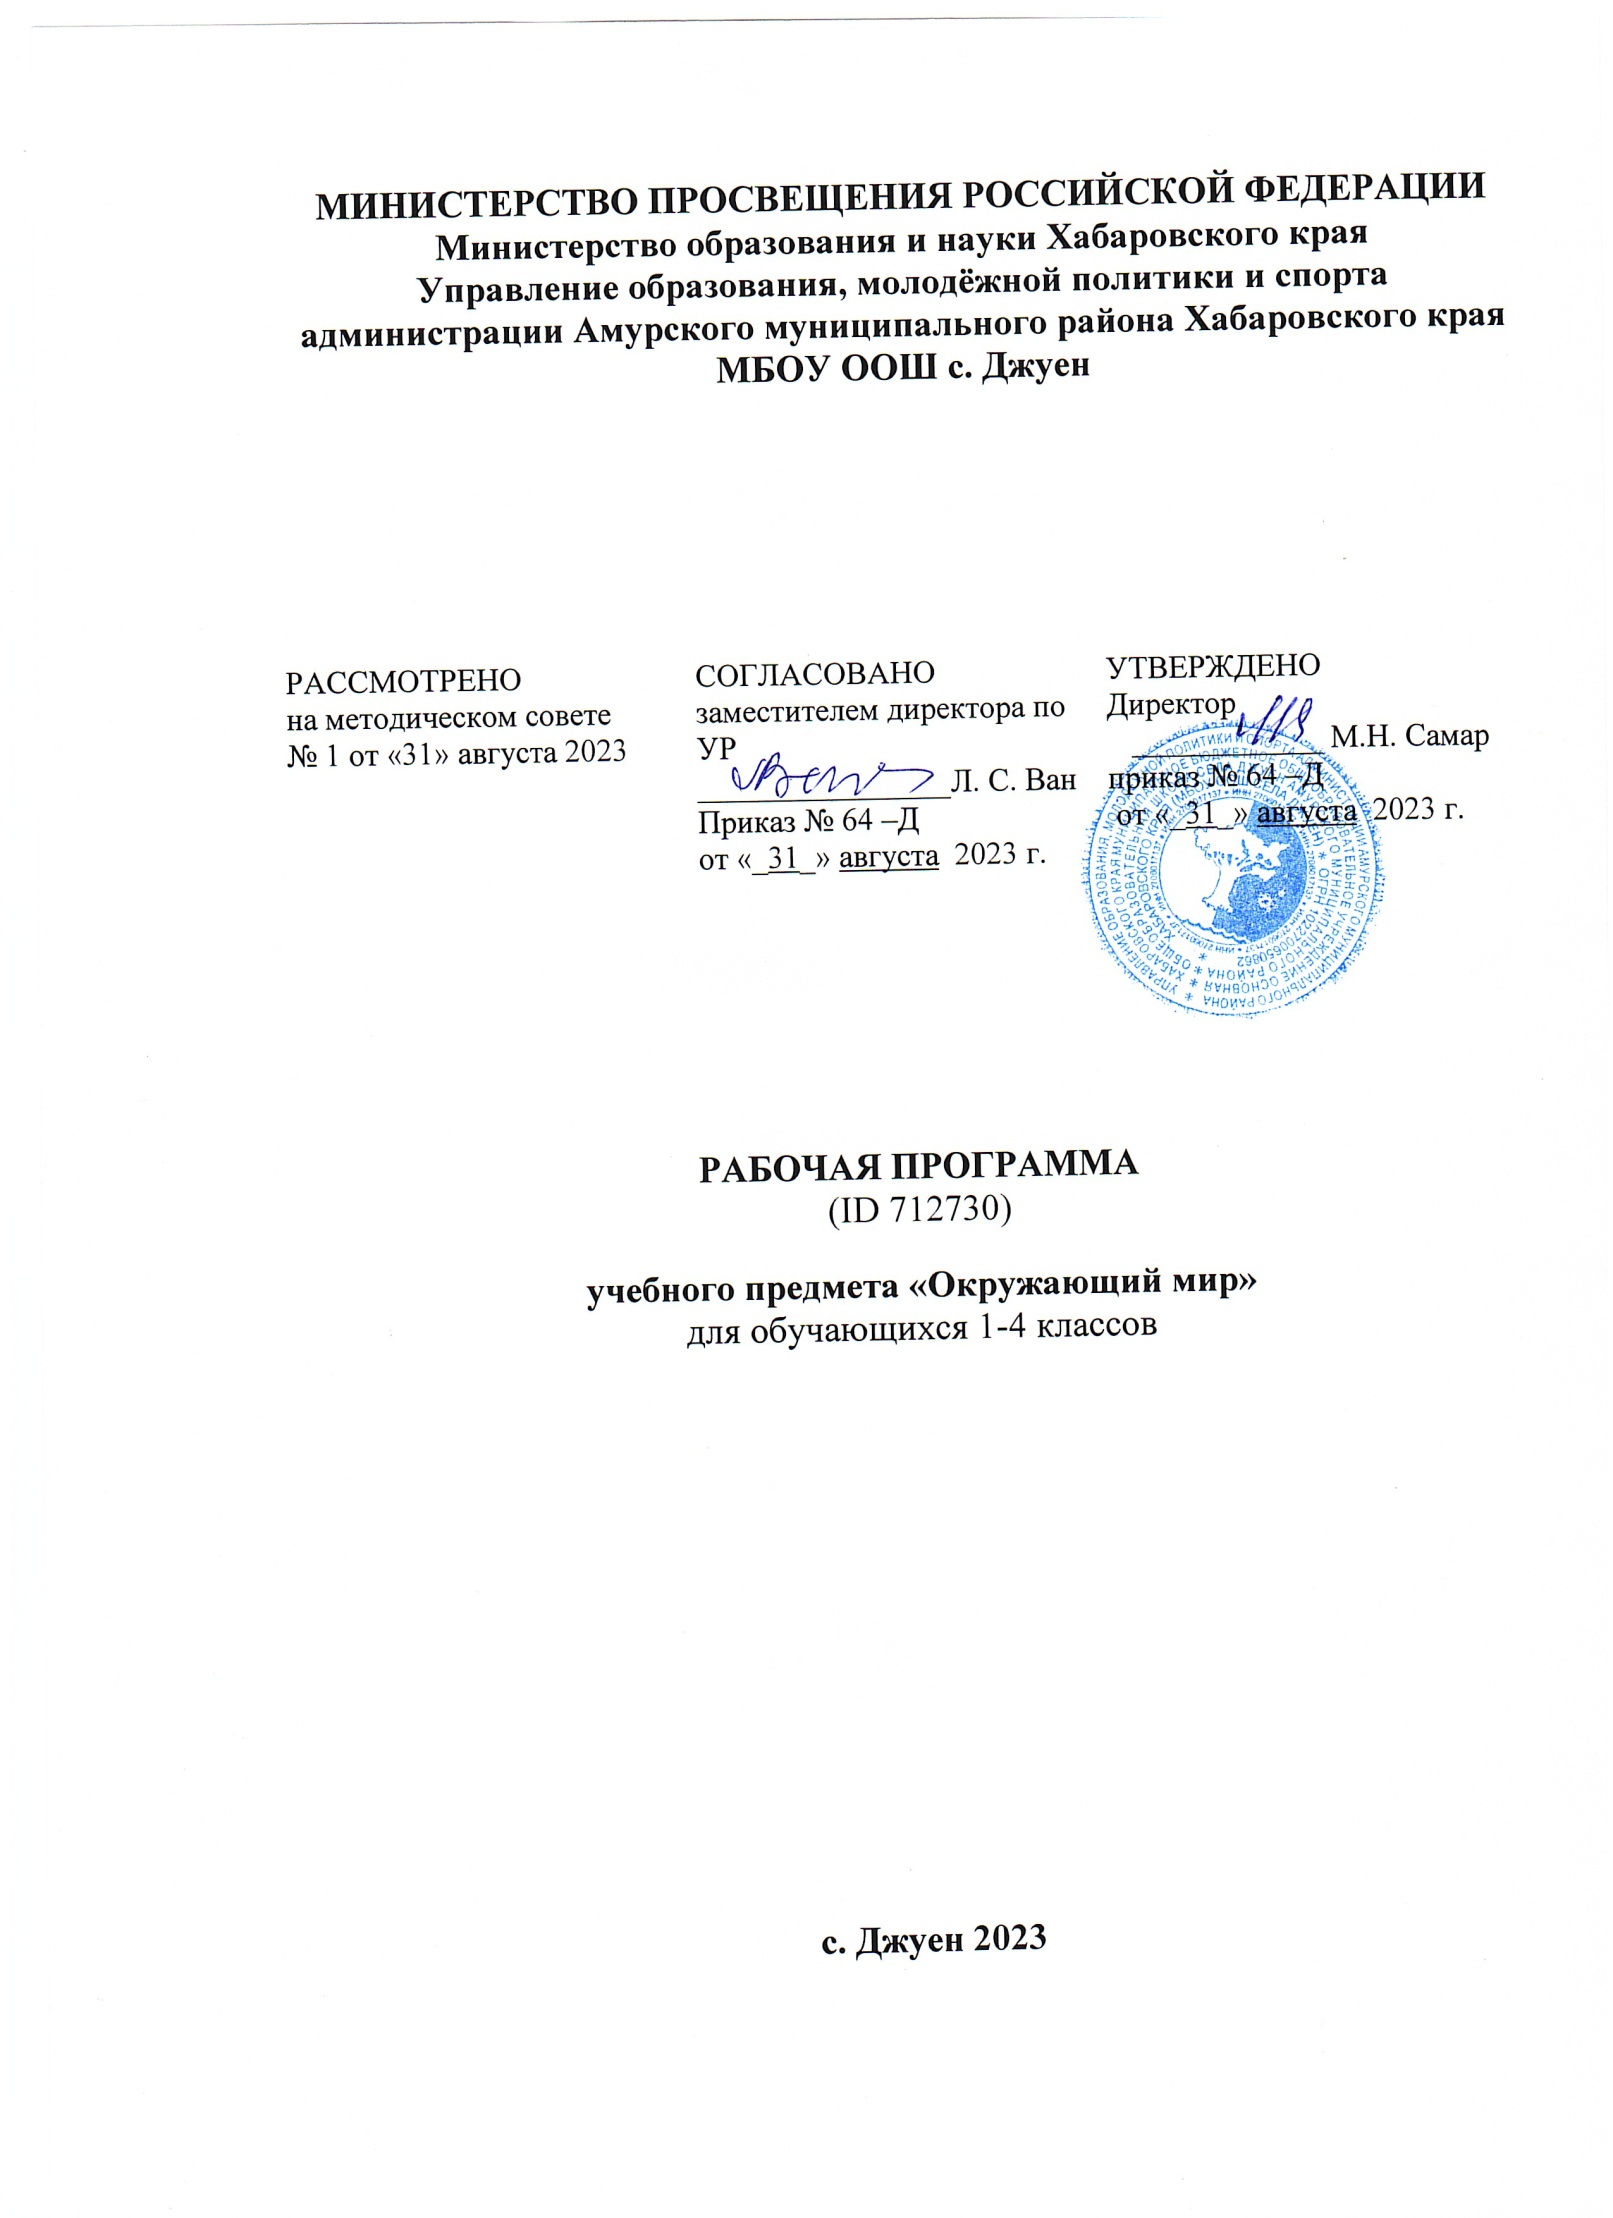 МИНИСТЕРСТВО ПРОСВЕЩЕНИЯ РОССИЙСКОЙ ФЕДЕРАЦИИ
Министерство образования и науки Хабаровского края
Управление образования, молодёжной политики и спорта
администрации Амурского муниципального района Хабаровского края
МБОУ ООШ с. Джуен
РАССМОТРЕНО
на методическом совете
№ 1 от «31» августа 2023
СОГЛАСОВАНО
заместителем директора по
УР
Л. С. Ван
Приказ № 64 –Д
от «_31_» августа 2023 г.
УТВЕРЖДЕНО
Директор
М.Н. Самар
приказ № 64 –Д
от «_31_» августа 2023 г.
РАБОЧАЯ ПРОГРАММА
(ID 712730)
учебного предмета «Окружающий мир»
для обучающихся 1-4 классов
с. Джуен 2023